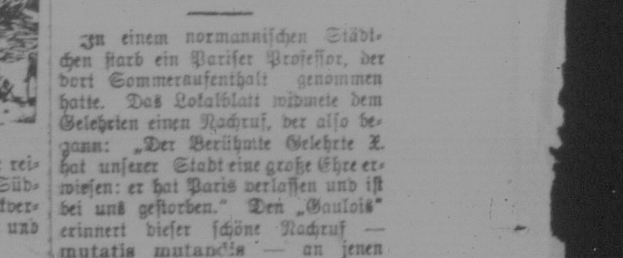 In einem normannischen Städt-
chen starb ein Pariser Professor, der
dort Sommeraufenthalt genommen
hatte. Das Lokalblatt widmete dem
Gelehrten einen Nachruf, der also be-
gann: „Der Berühmte Gelehrte X.
hat unserer Stadt eine große Ehre er-
wiesen: er hat Paris verlassen und ist
bei uns gestorben.“ Den „Gaulois“
erinnert dieser schöne Nachruf —
mutatis mutandis — an jenen
rei-
Süd-
und